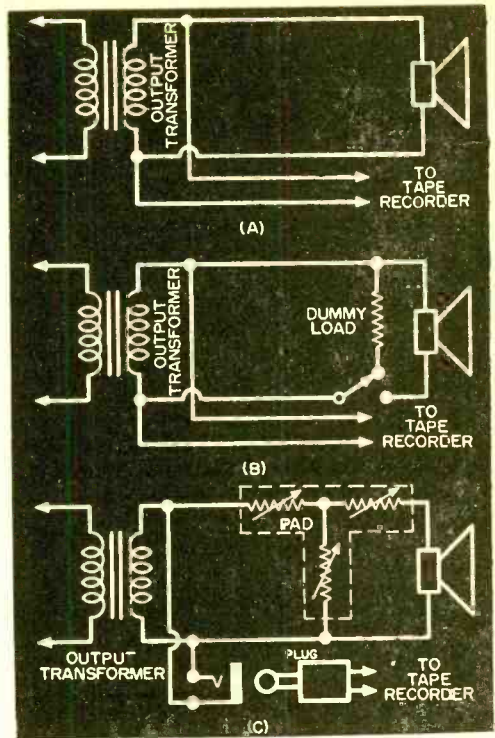 OUTPUT
TRANSFORMER
TO
TAPE
RECORDER
(A)
OUTPUT
TRANSFORMER
DUMMY
LOAD
TO
TAPE
RECORDER
(B)
PAD
OUTPUT
TRANSFORMER
PLUG
TO
TAPE
RECORDER
(C)